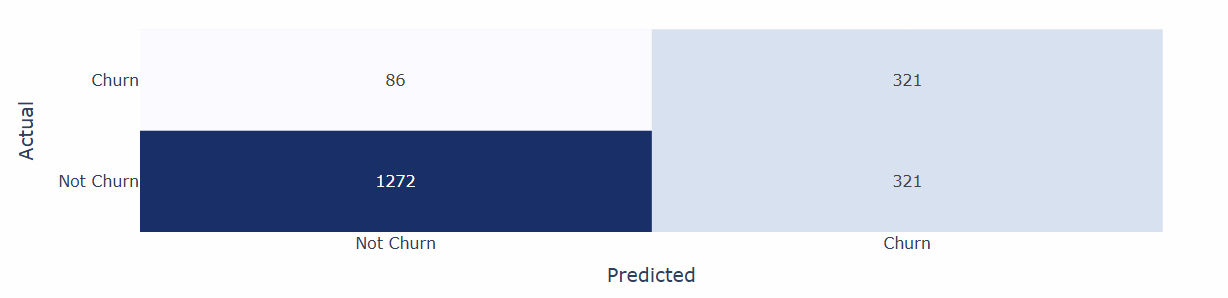 Actual
Churn 86 321
Not Churn 1272 321
Not Churn Churn
Predicted